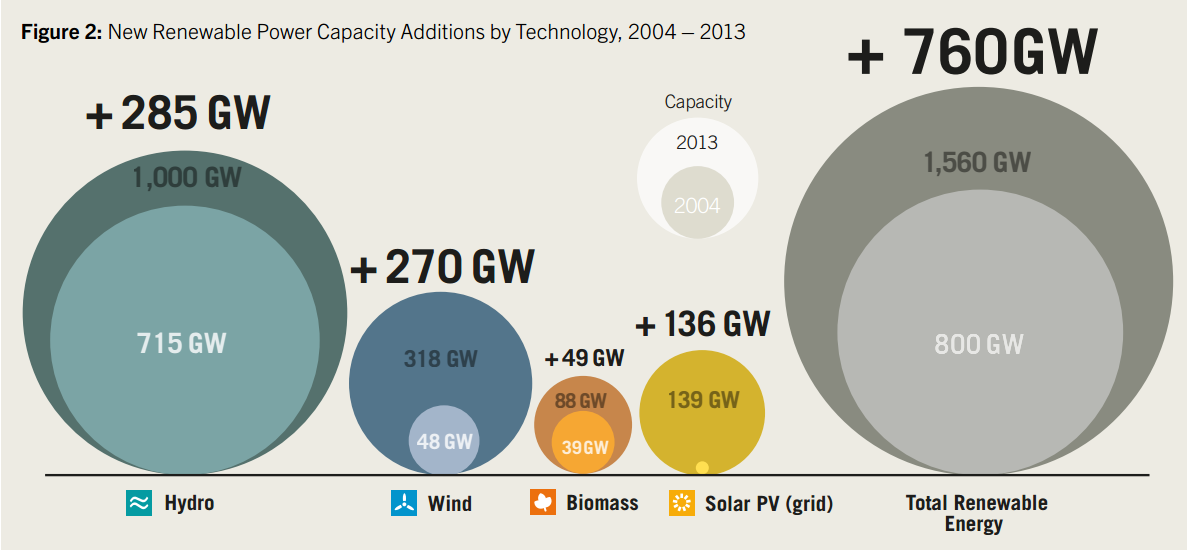 Figure 2: New Renewable Power Capacity Additions by Technology, 2004 – 2013
+ 760GW
+ 285 GW
Capacity
2013
2004
1,000 GW
715 GW
+ 270 GW
318 GW
48 GW
+ 49 GW
88 GW
39GW
+ 136 GW
139 GW
1,560 GW
800 GW
Hydro
Wind
Biomass
Solar PV (grid)
Total Renewable
Energy